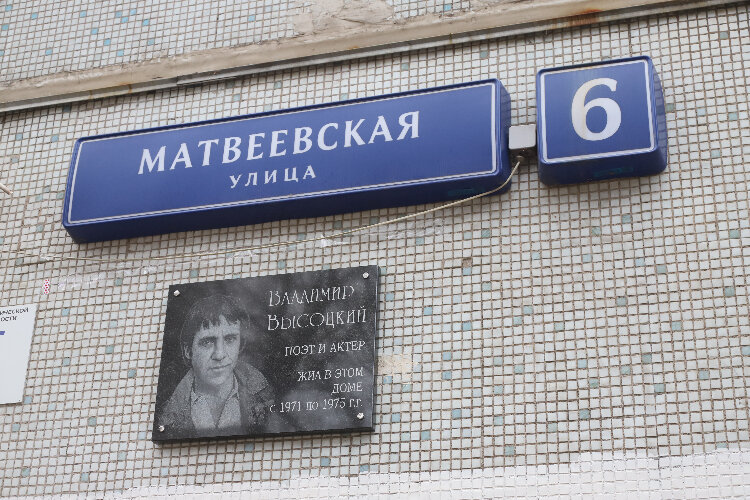 МАТВЕЕВСКАЯ
УЛИЦА
6
ВЛАДИМИР
ВЫСОЦКИЙ
ПОЭТ И АКТЕР
ЖИЛ В ЭТОМ
ДОМЕ
С 1971 ПО 1975 Г.Г.